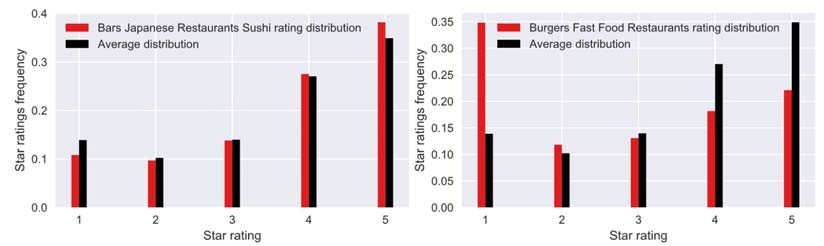 Bars Japanese Restaurants Sushi rating distribution
Average distribution
Star ratings frequency
0.4
0.3
0.2
0.1
0.0
1 2 3 4 5
Star rating
Burgers Fast Food Restaurants rating distribution
Average distribution
Star ratings frequency
0.35
0.30
0.25
0.20
0.15
0.10
0.05
0.00
1 2 3 4 5
Star rating